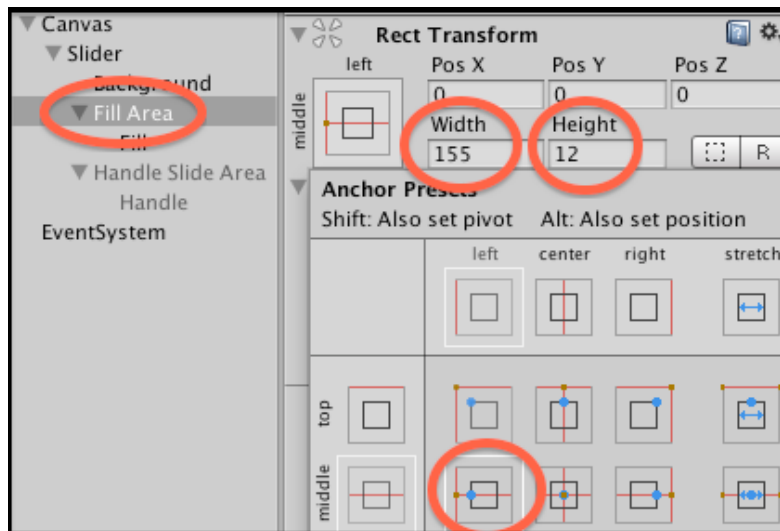 Canvas
Slider
Background
Fill Area
Fill
Handle Slide Area
Handle
EventSystem
Rect Transform
left
middle
Pos X Pos Y Pos Z
0 0 0
Width Height
155 12
R
Anchor Presets
Shift: Also set pivot Alt: Also set position
left center right stretch
top
middle